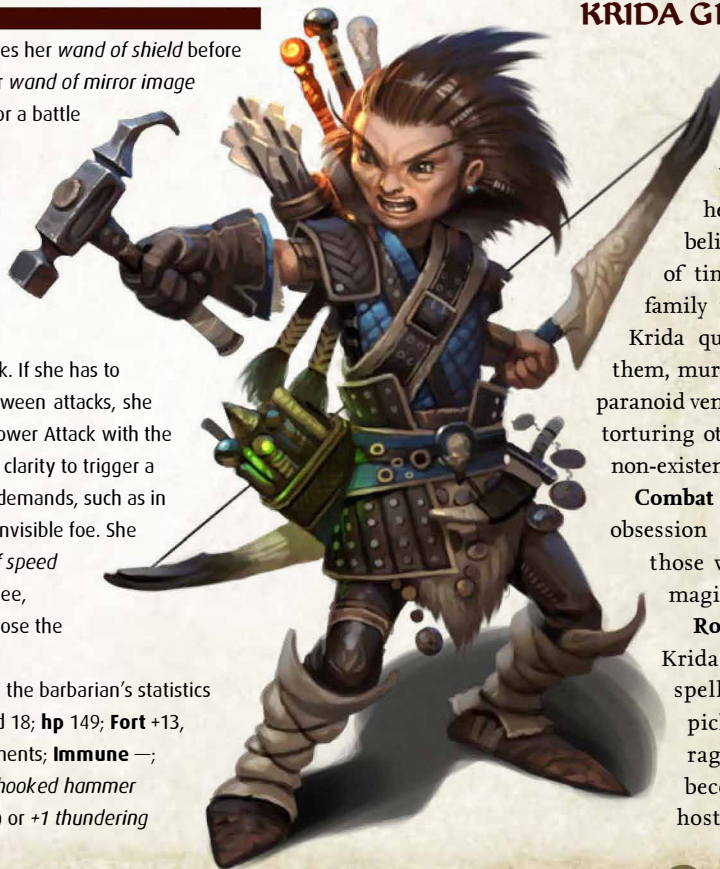 KRIDA G
es her wand of shield before
wand of mirror image
or a battle
k. If she has to
ween attacks, she
ower Attack with the
clarity to trigger a
demands, such as in
nvisible foe. She
speed
ee,
ose the
the barbarian's statistics
d 18; hp 149; Fort +13,
nents; Immune —;
hooked hammer
) or +1 thundering
he
beli
of tin
family
Krida qu
them, mur
paranoid ven
torturing ot
non-existen
Combat
obsession
those w
magi
Ro
Krida
spell
pic
rag
beco
host